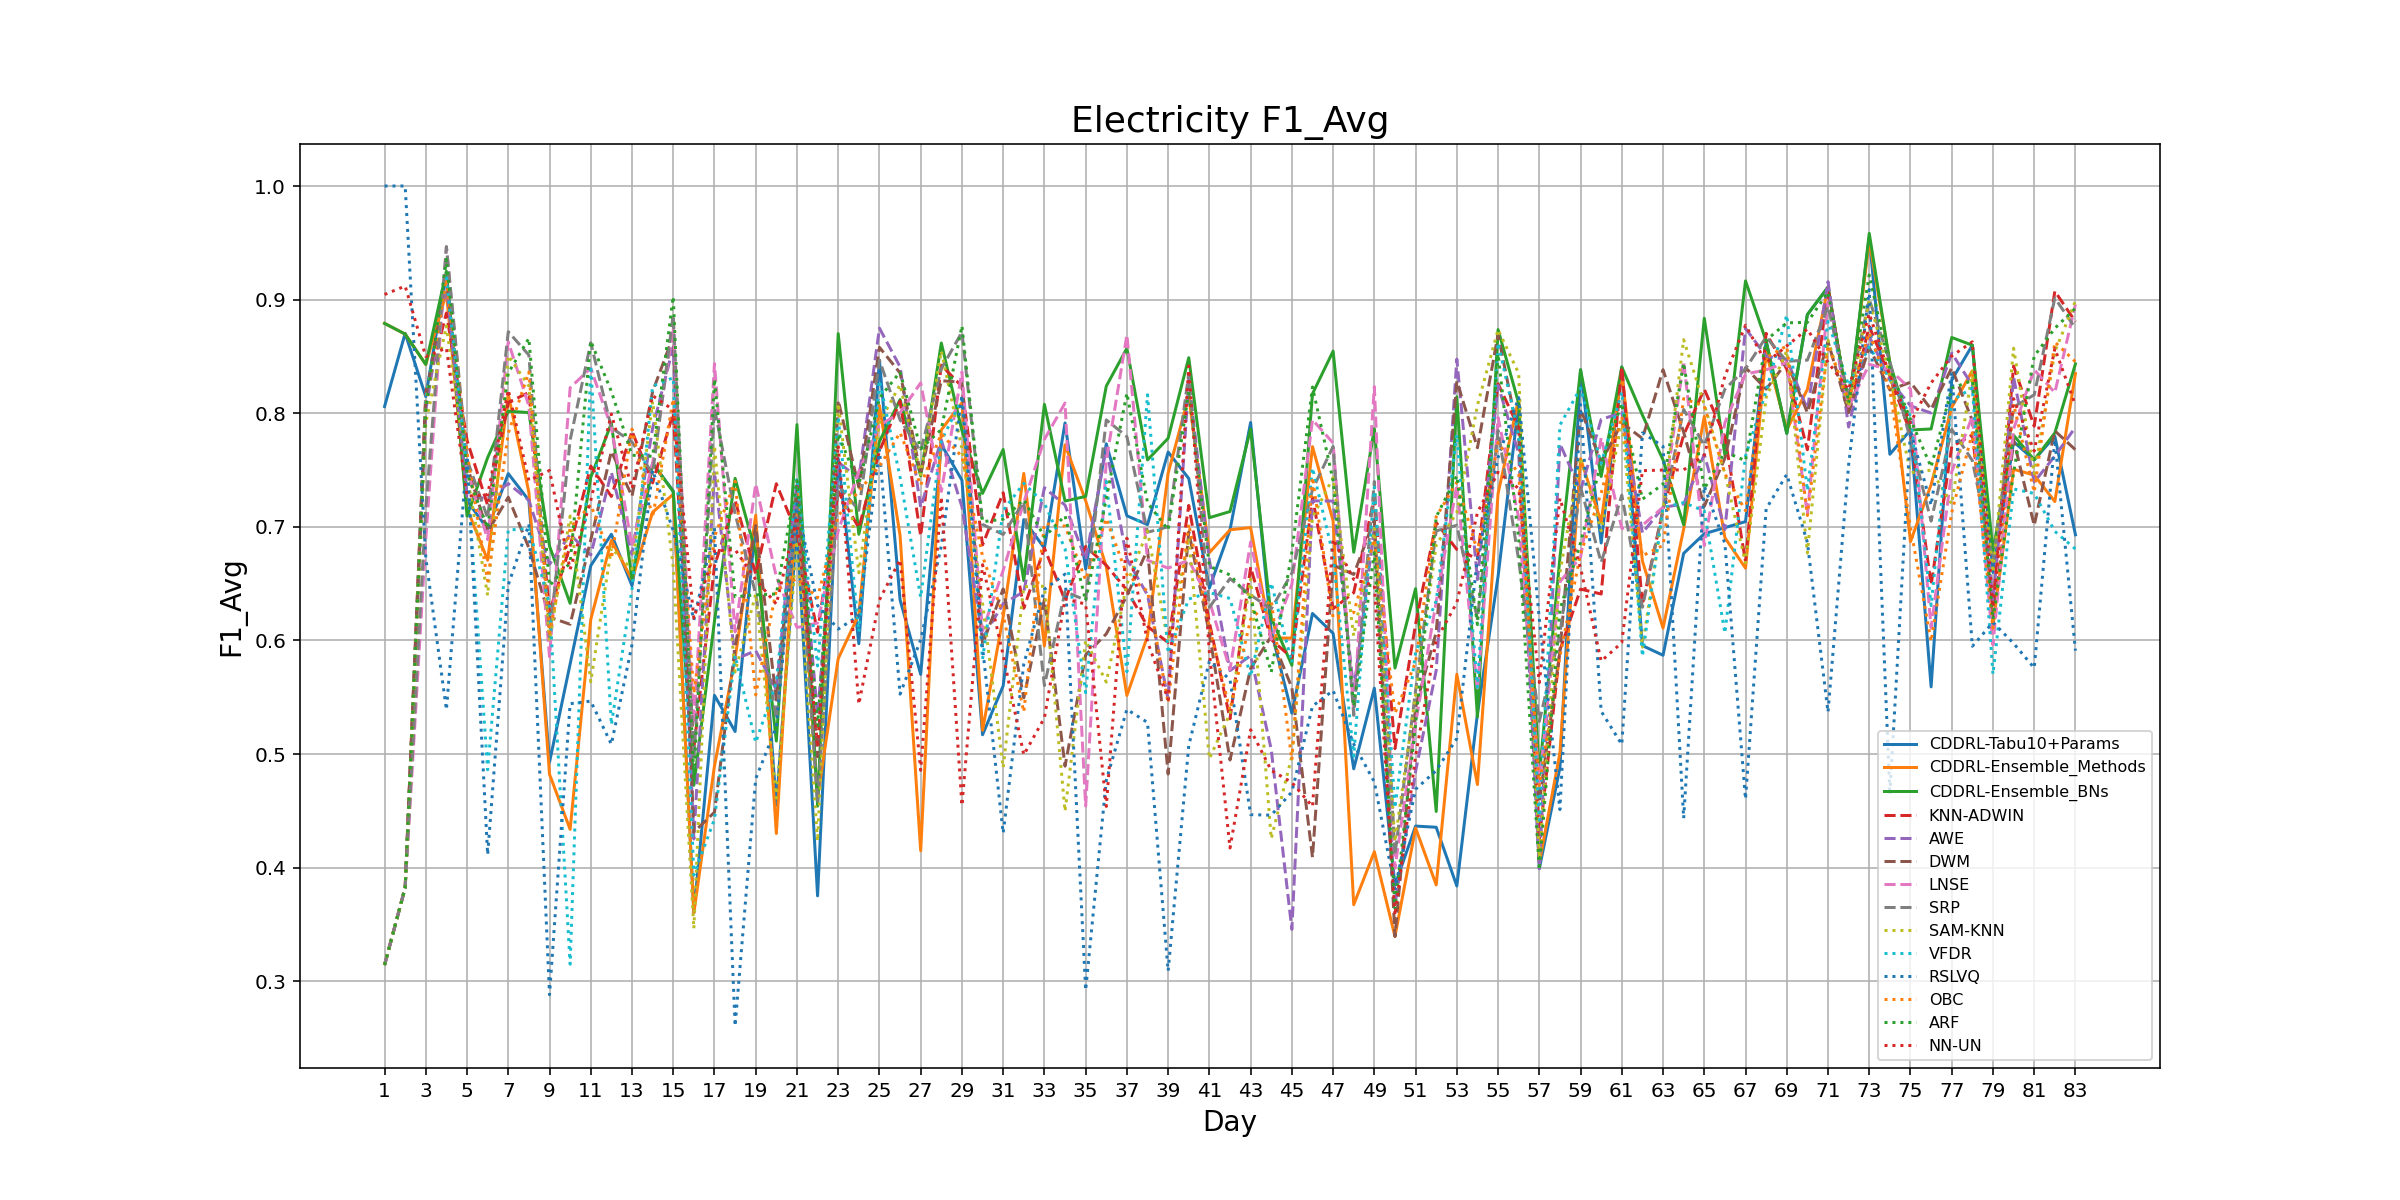 Electricity F1_Avg
F1_Avg
1.0
0.9
0.8
0.7
0.6
0.5
0.4
0.3
CDDRL-Tabu10+Params
CDDRL-Ensemble_Methods
CDDRL-Ensemble_BNs
KNN-ADWIN
AWE
DWM
LNSE
SRP
SAM-KNN
VFDR
RSLVQ
OBC
ARF
NN-UN
1 3 5 7 9 11 13 15 17 19 21 23 25 27 29 31 33 35 37 39 41 43 45 47 49 51 53 55 57 59 61 63 65 67 69 71 73 75 77 79 81 83
Day